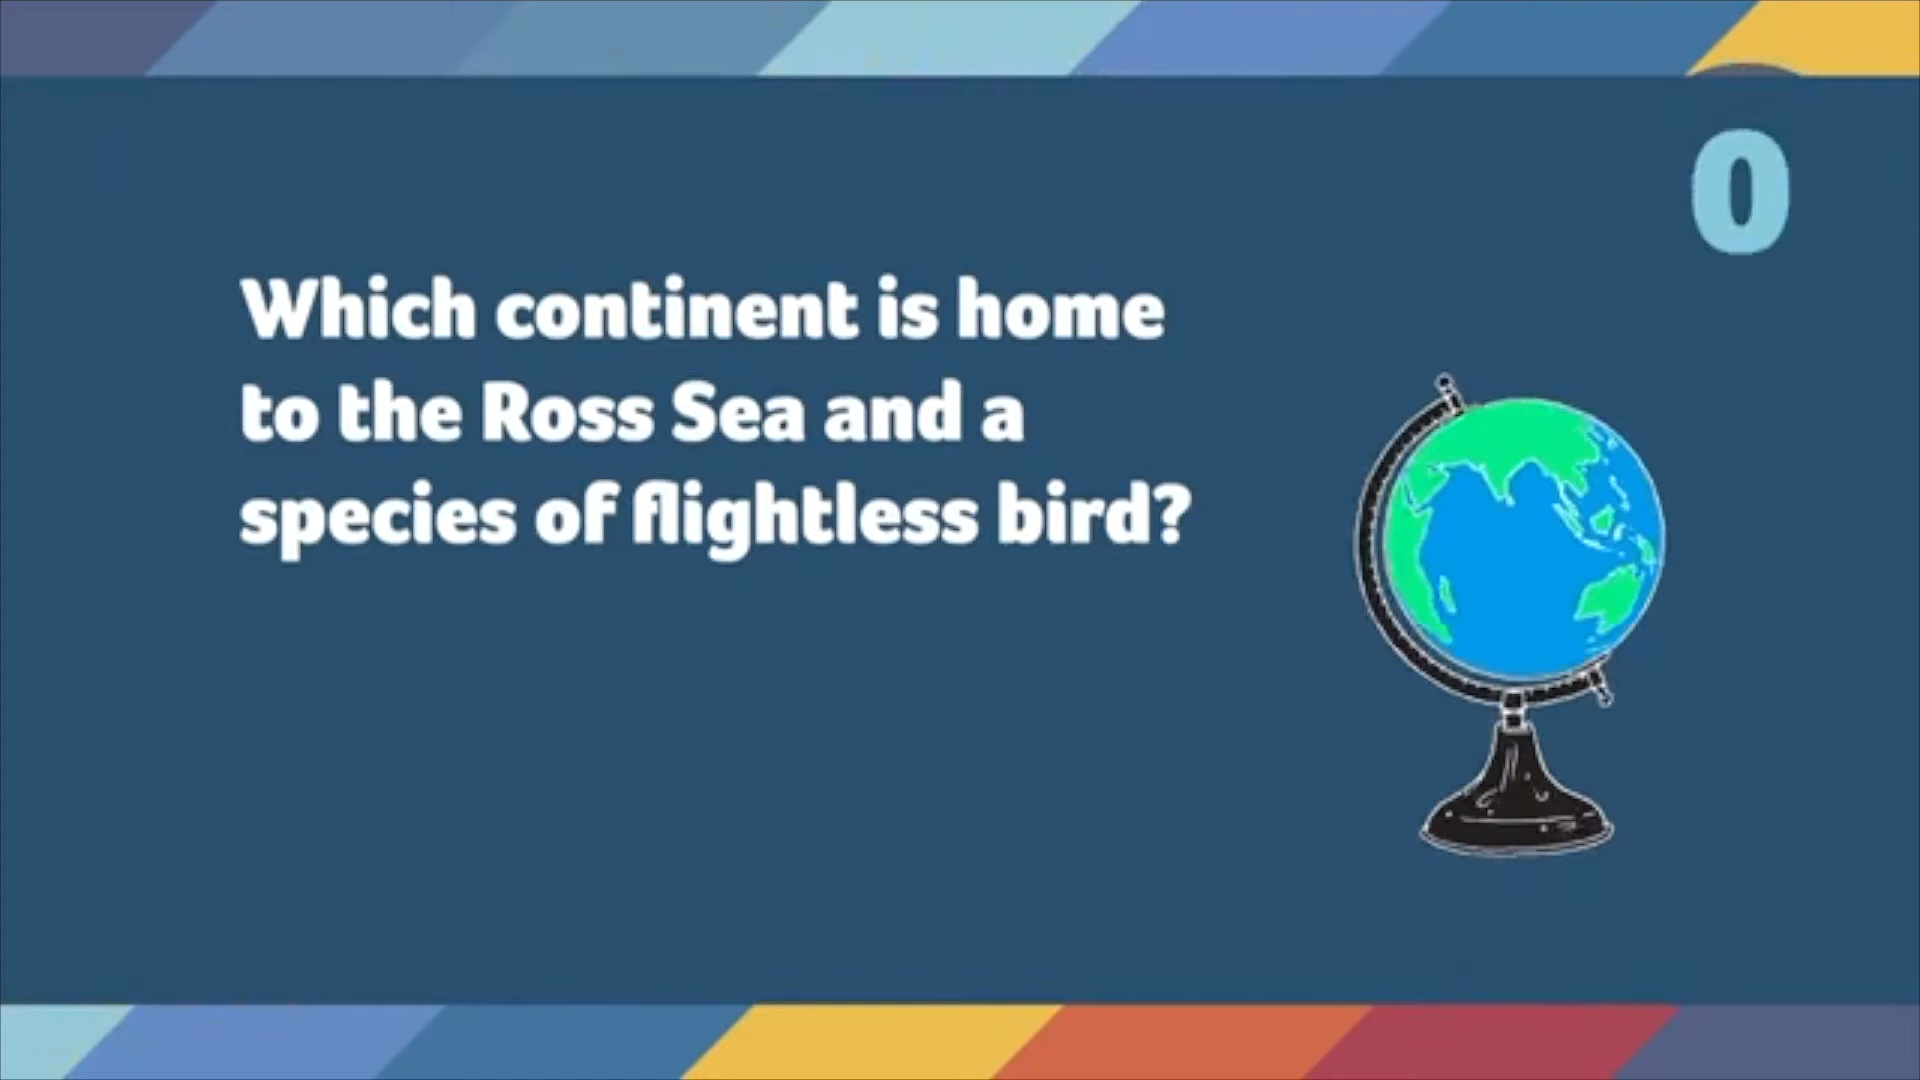 0
Which continent is home
to the Ross Sea and a
species of flightless bird?